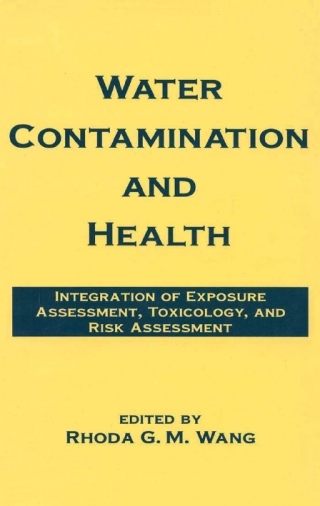 WATER
CONTAMINATION
AND
HEALTH
INTEGRATION OF EXPOSURE
ASSESSMENT, TOXICOLOGY, AND
RISK ASSESSMENT
EDITED BY
RHODA G. M. WANG